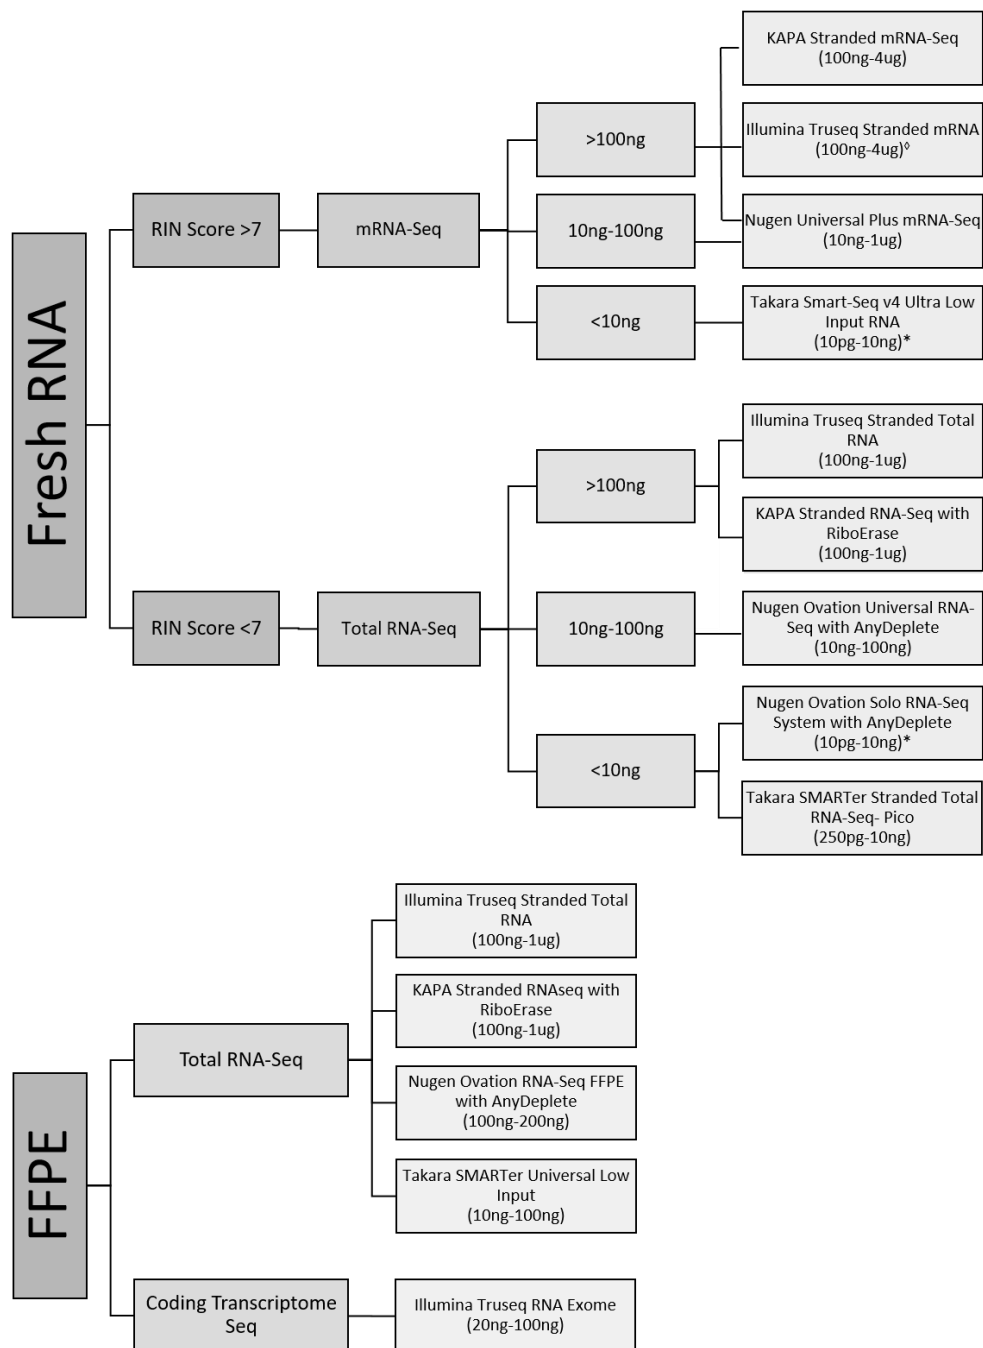 Fresh RNA
RIN Score >7
mRNA-Seq
>100ng
KAPA Stranded mRNA-Seq
(100ng-4ug)
Illumina Truseq Stranded mRNA
(100ng-4ug)◊
10ng-100ng
Nugen Universal Plus mRNA-Seq
(10ng-1ug)
<10ng
Takara Smart-Seq v4 Ultra Low
Input RNA
(10pg-10ng)*
RIN Score <7
Total RNA-Seq
>100ng
Illumina Truseq Stranded Total
RNA
(100ng-1ug)
KAPA Stranded RNA-Seq with
RiboErase
(100ng-1ug)
10ng-100ng
Nugen Ovation Universal RNA-
Seq with AnyDeplete
(10ng-100ng)
<10ng
Nugen Ovation Solo RNA-Seq
System with AnyDeplete
(10pg-10ng)*
Takara SMARTer Stranded Total
RNA-Seq- Pico
(250pg-10ng)
FFPE
Total RNA-Seq
Illumina Truseq Stranded Total
RNA
(100ng-1ug)
KAPA Stranded RNAseq with
RiboErase
(100ng-1ug)
Nugen Ovation RNA-Seq FFPE
with AnyDeplete
(100ng-200ng)
Takara SMARTer Universal Low
Input
(10ng-100ng)
Coding Transcriptome
Seq
Illumina Truseq RNA Exome
(20ng-100ng)